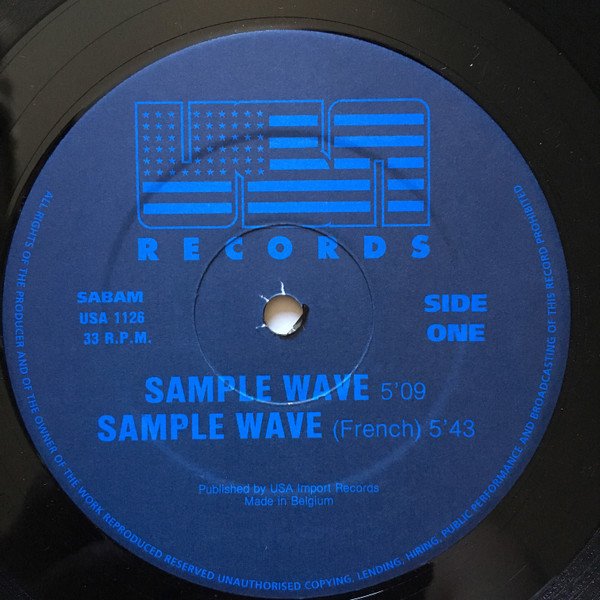 USA
RECORDS
SABAM
USA 1126
33 R.P.M.
SIDE
ONE
SAMPLE WAVE 5'09
SAMPLE WAVE (French) 5'43
Published by USA Import Records
Made in Belgium
ALL RIGHTS OF THE PRODUCER AND OF THE OWNER OF THE WORK REPRODUCED RESERVED UNAUTHORISED COPYING, LENDING, HIRING, PUBLIC PERFORMANCE AND BROADCASTING OF THIS RECORD PROHIBITED